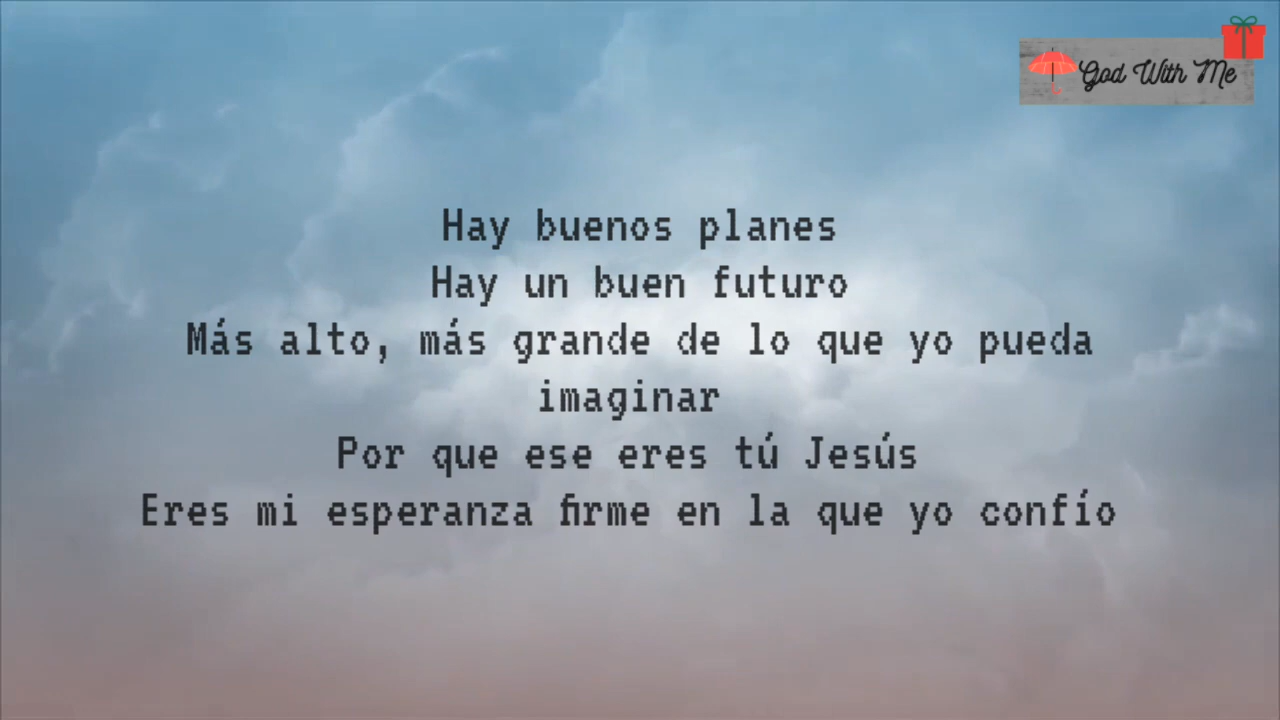 God With Me
Hay buenos planes
Hay un buen futuro
Más alto, más grande de lo que yo pueda
imaginar
Por que ese eres tú Jesús
Eres mi esperanza firme en la que yo confío